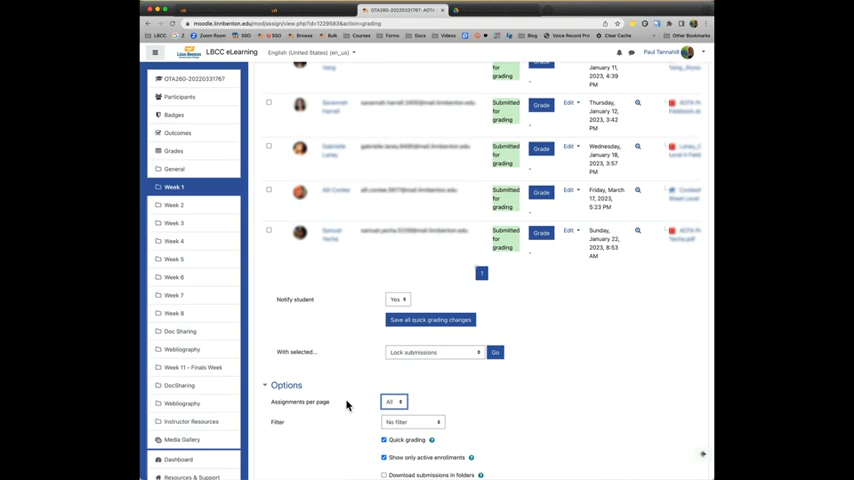 OTA260-20220331767: AOTA
moodle.linnbenton.edu/mod/assign/view.php?id=1229583&action=grading
LBCC Z Zoom Room SSO SSO Browse Bulk Courses Forms Docs Videos Blog Voice Record Pro Clear Cache Other Bookmarks
LBCC eLearning English (United States) (en_us) Paul Tannahill
OTA260-20220331767
Participants
Badges
Outcomes
Grades
General
Week 1
Week 2
Week 3
Week 4
Week 5
Week 6
Week 7
Week 8
Doc Sharing
Webliography
Week 11 - Finals Week
DocSharing
Webliography
Instructor Resources
Media Gallery
Dashboard
Resources & Support
for
grading
Grade
January
11, 2023, 4:39
PM
Submitted
for
grading
Grade
Edit
Thursday,
January
12, 2023, 3:42
PM
Submitted
for
grading
Grade
Edit
Wednesday,
January
18, 2023, 3:57
PM
Submitted
for
grading
Grade
Edit
Friday, March
17, 2023,
5:23 PM
Submitted
for
grading
Grade
Edit
Sunday,
January
22, 2023, 8:53
AM
1
Notify student Yes
Save all quick grading changes
With selected... Lock submissions Go
Options
Assignments per page All
Filter No filter
Quick grading
Show only active enrollments
Download submissions in folders